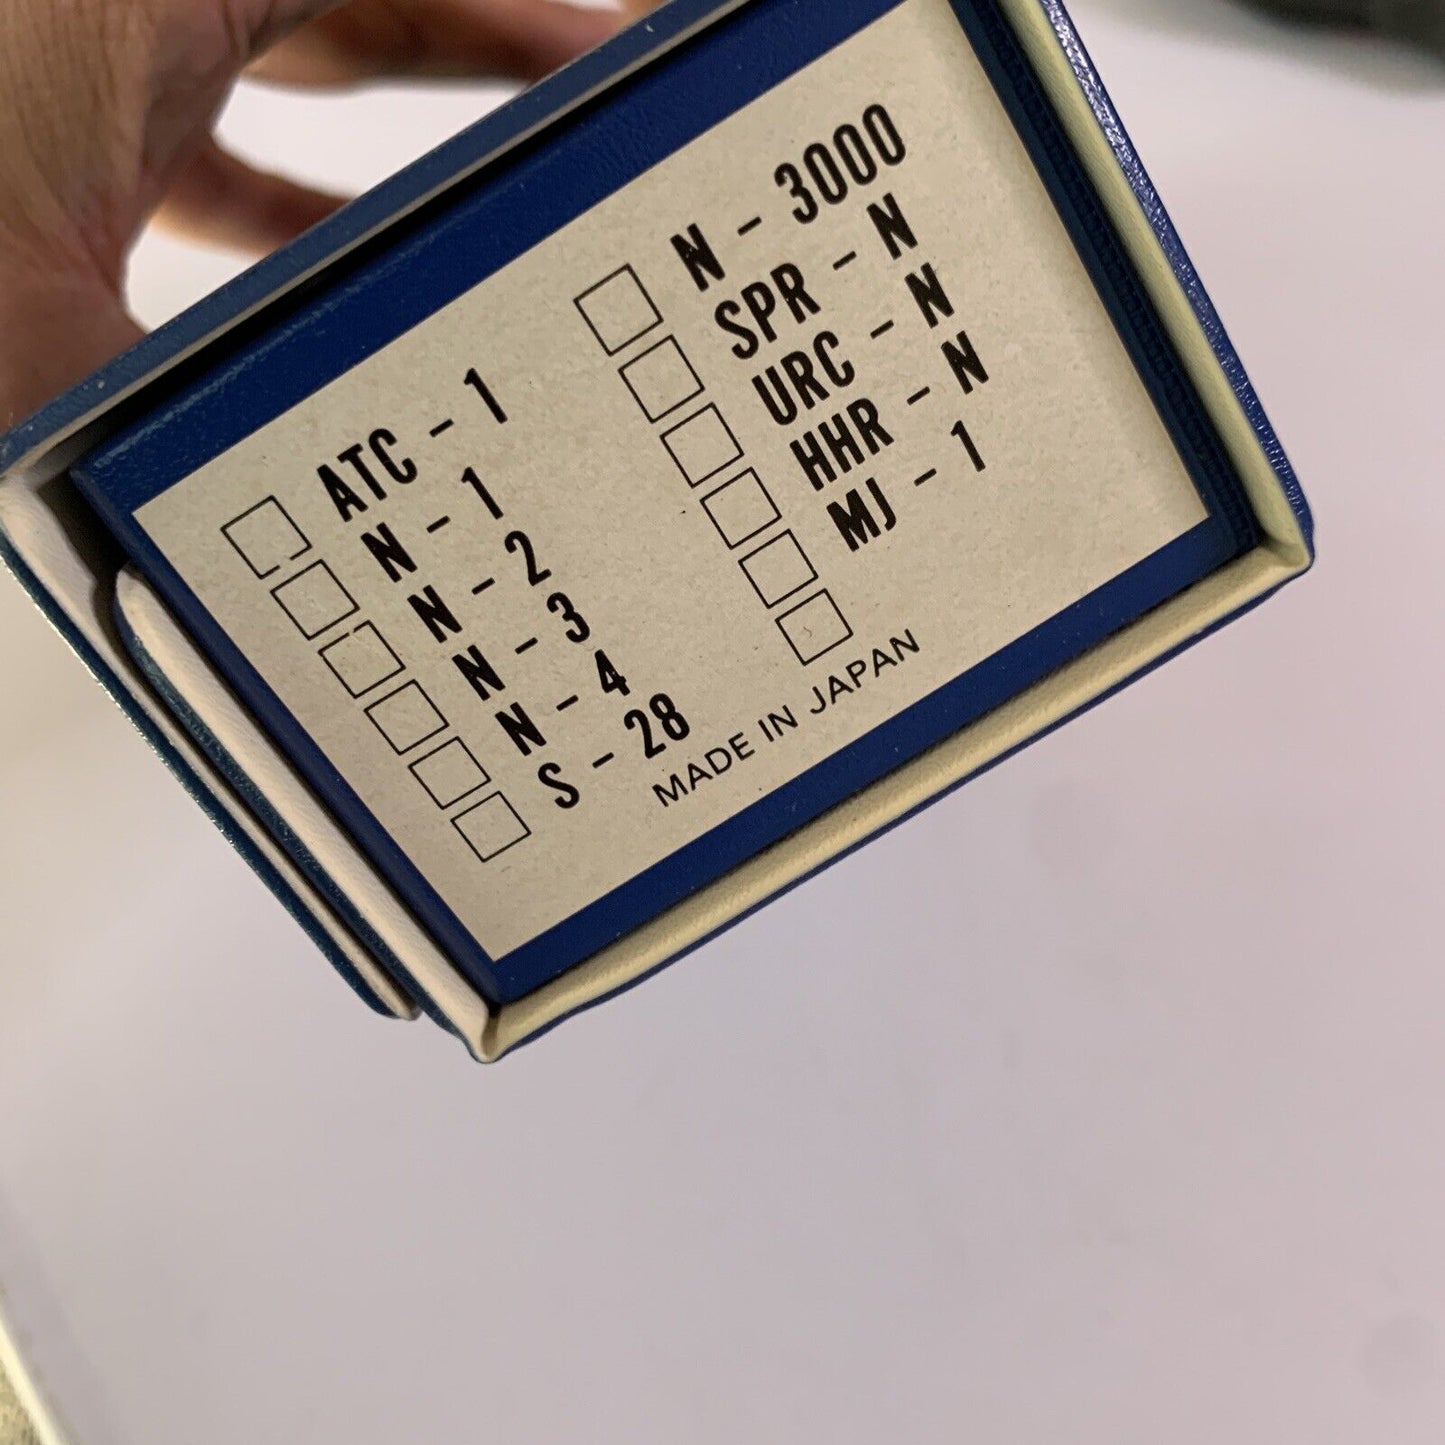 ATC - 1
N - 1
N - 2
N - 3
N - 4
S - 28
N - 3000
SPR - N
URC - N
HHR - N
MJ - 1
MADE IN JAPAN